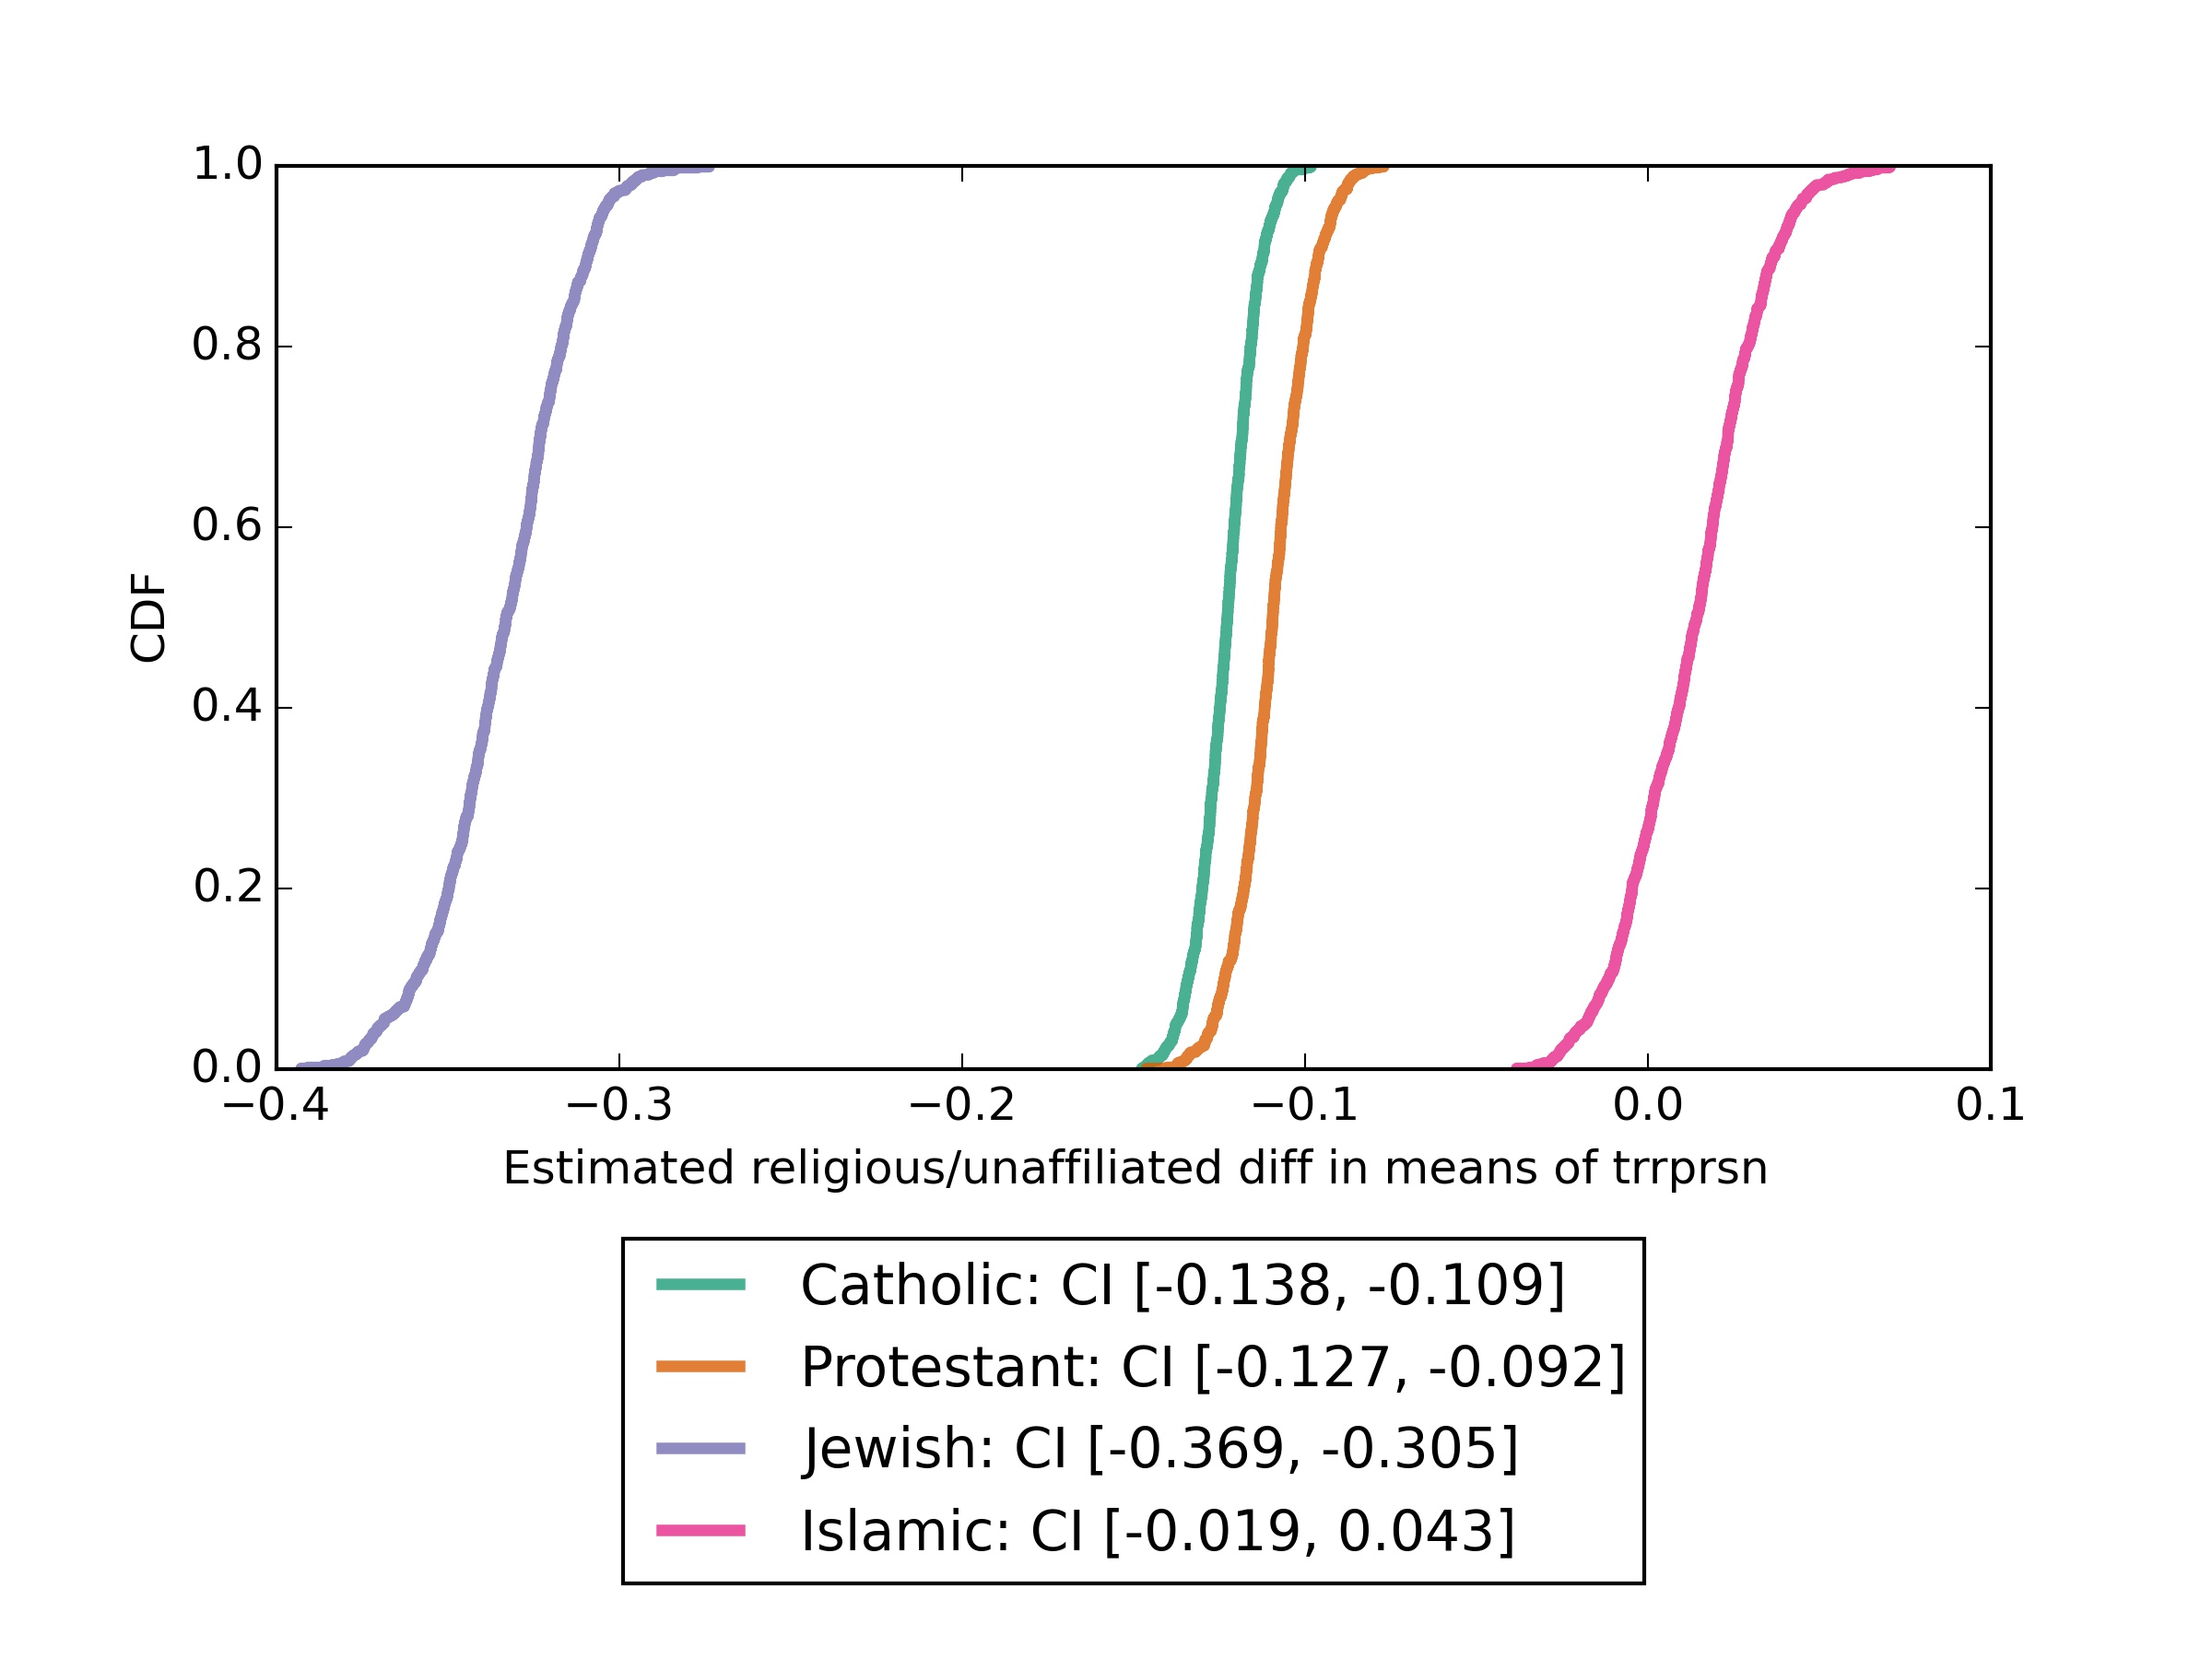 1.0
0.8
0.6
0.4
0.2
0.0
CDF
−0.4 −0.3 −0.2 −0.1 0.0 0.1
Estimated religious/unaffiliated diff in means of trrprsn
Catholic: CI [-0.138, -0.109]
Protestant: CI [-0.127, -0.092]
Jewish: CI [-0.369, -0.305]
Islamic: CI [-0.019, 0.043]